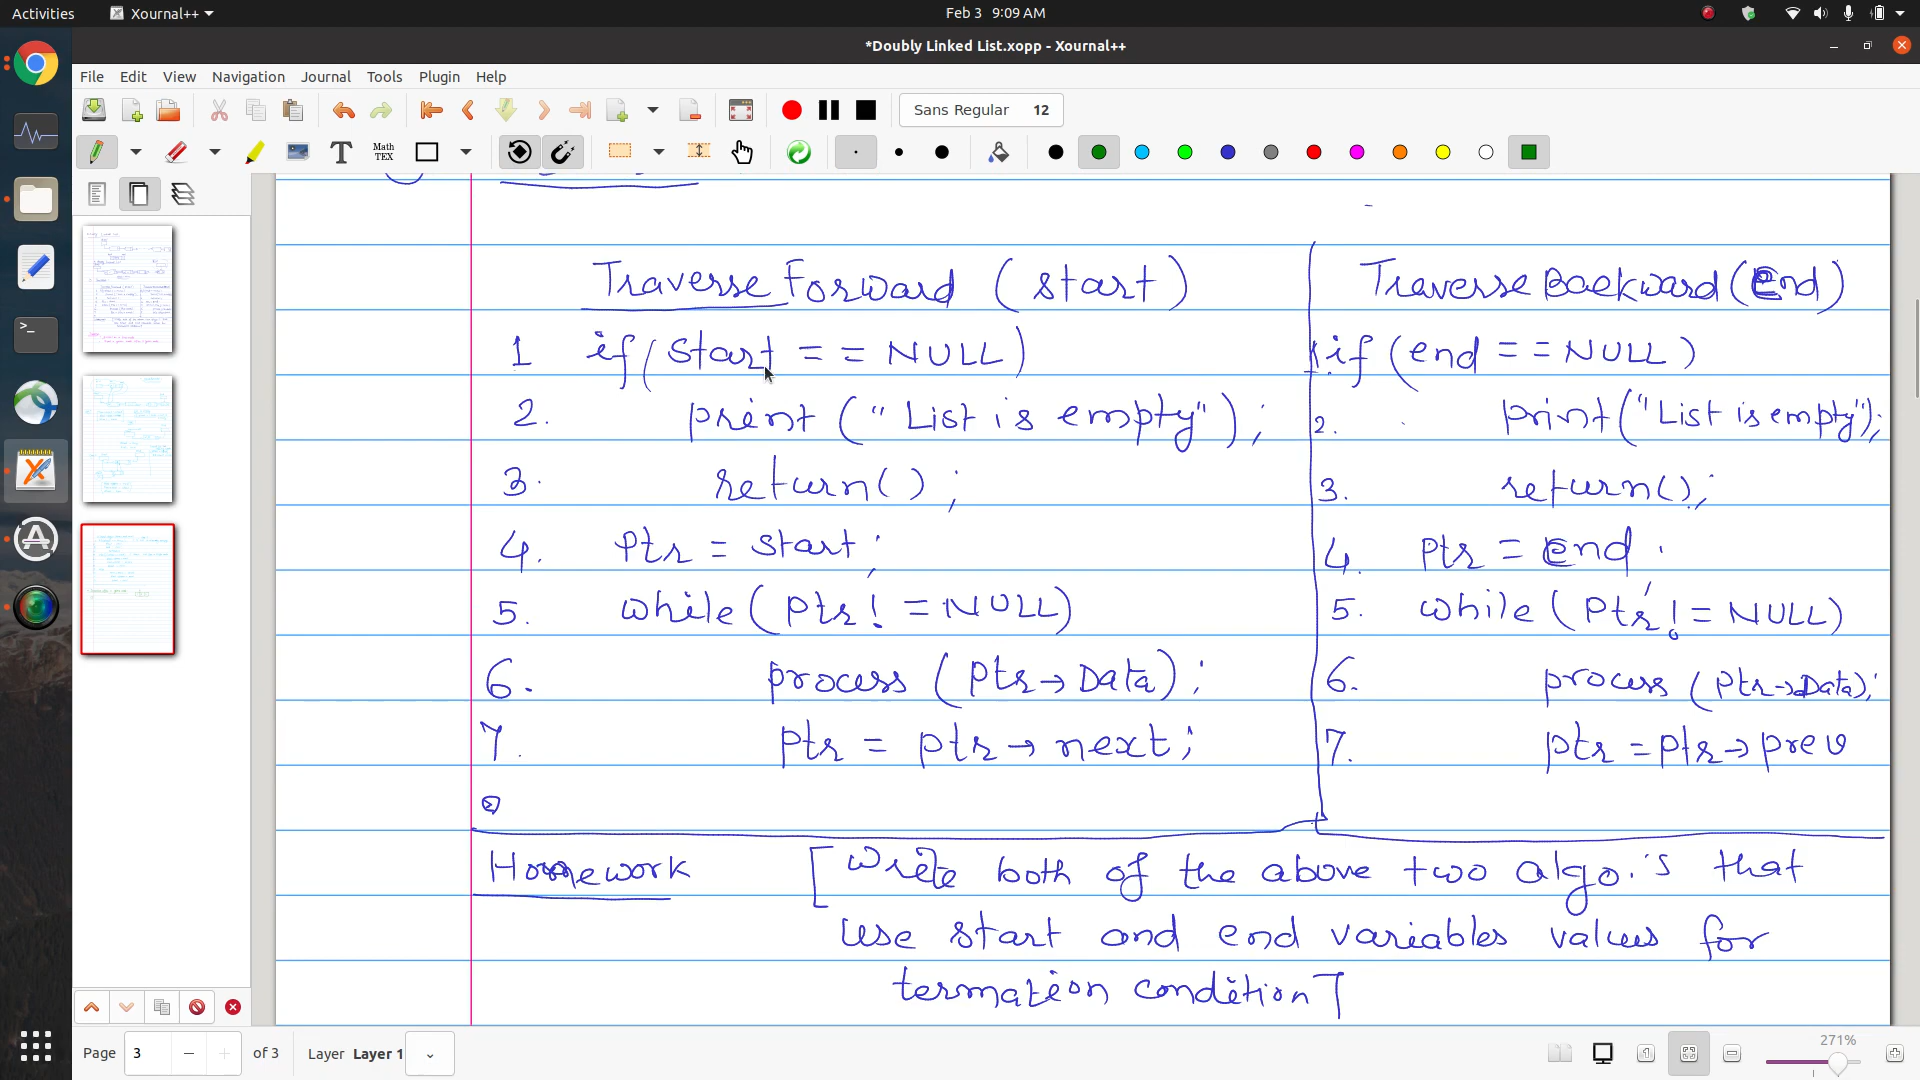 Activities Xournal++ Feb 3 9:09 AM
*Doubly Linked List.xopp - Xournal++
File Edit View Navigation Journal Tools Plugin Help
Sans Regular 12
T Math TEX
Traverse Forward (start)
1 if(start == NULL)
2. print ("List is empty");
3. return();
4. Ptr = start;
5. while(Ptr! = NULL)
6. process (Ptr→Data);
7. Ptr = ptr→next;
Traverse Backward(End)
1. if(end == NULL)
2. print("List is empty");
3. return();
4. Ptr = end;
5. while(Ptr != NULL)
6. process (Ptr→Data);
7. ptr = Ptr→prev
Homework [Write both of the above two algo.'s that
use start and end variables values for
termation condition]
Page 3 of 3 Layer Layer 1 271%